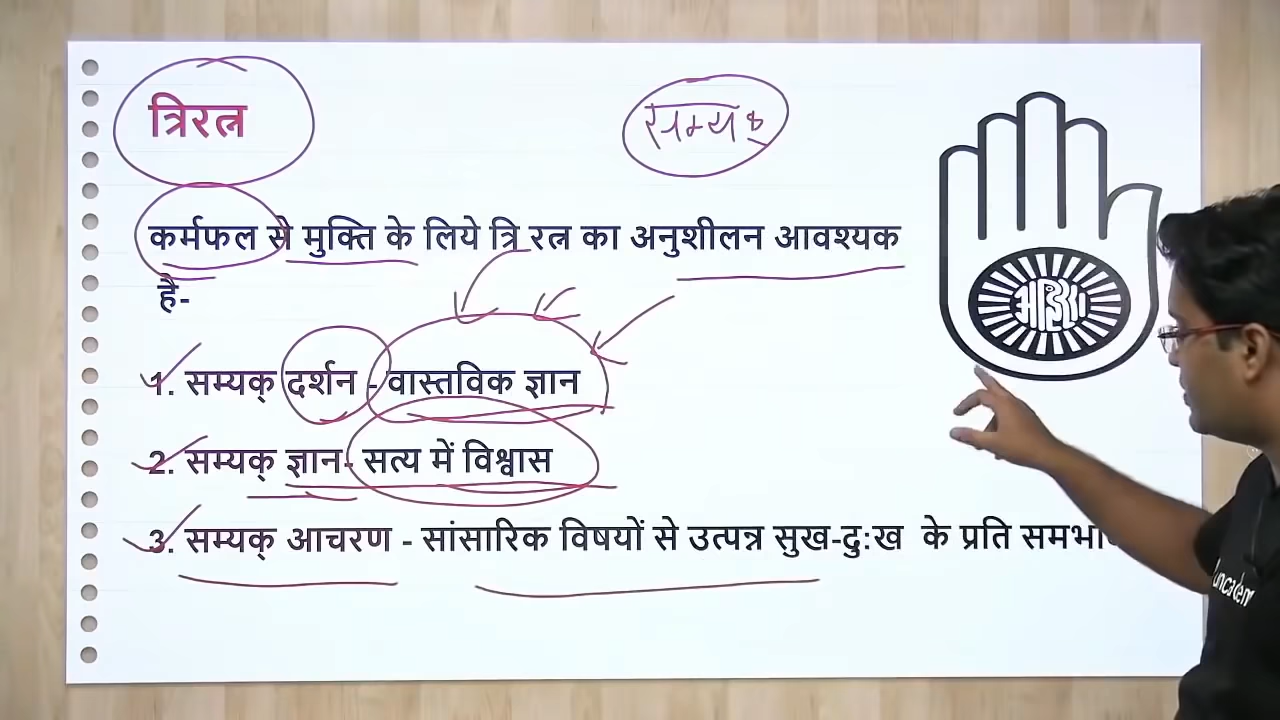 त्रिरत्न
सम्यक
कर्मफल से मुक्ति के लिये त्रि रत्न का अनुशीलन आवश्यक
है-
अहिंसा
1. सम्यक् दर्शन - वास्तविक ज्ञान
2. सम्यक् ज्ञान- सत्य में विश्वास
3. सम्यक् आचरण - सांसारिक विषयों से उत्पन्न सुख-दुःख के प्रति